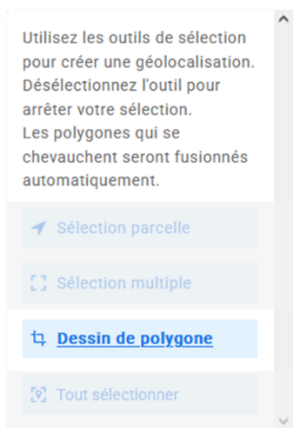 Utilisez les outils de sélection
pour créer une géolocalisation.
Désélectionnez l'outil pour
arrêter votre sélection.
Les polygones qui se
chevauchent seront fusionnés
automatiquement.
Sélection parcelle
Sélection multiple
Dessin de polygone
Tout sélectionner